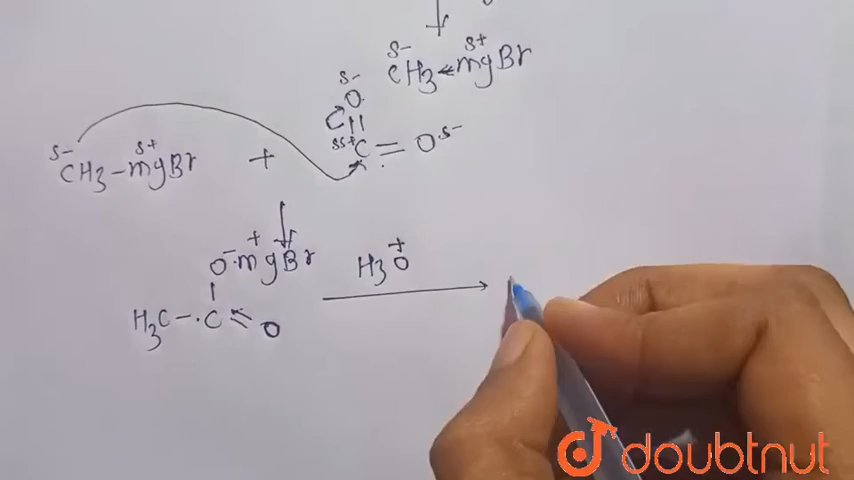 δ- δ+
CH3 - mgBr
δ-
O
||
δ- δ+ δδ+
CH3 - mgBr + C = O δ-
O- +mgBr
|
H3C - C = O
H3O+
doubtnut